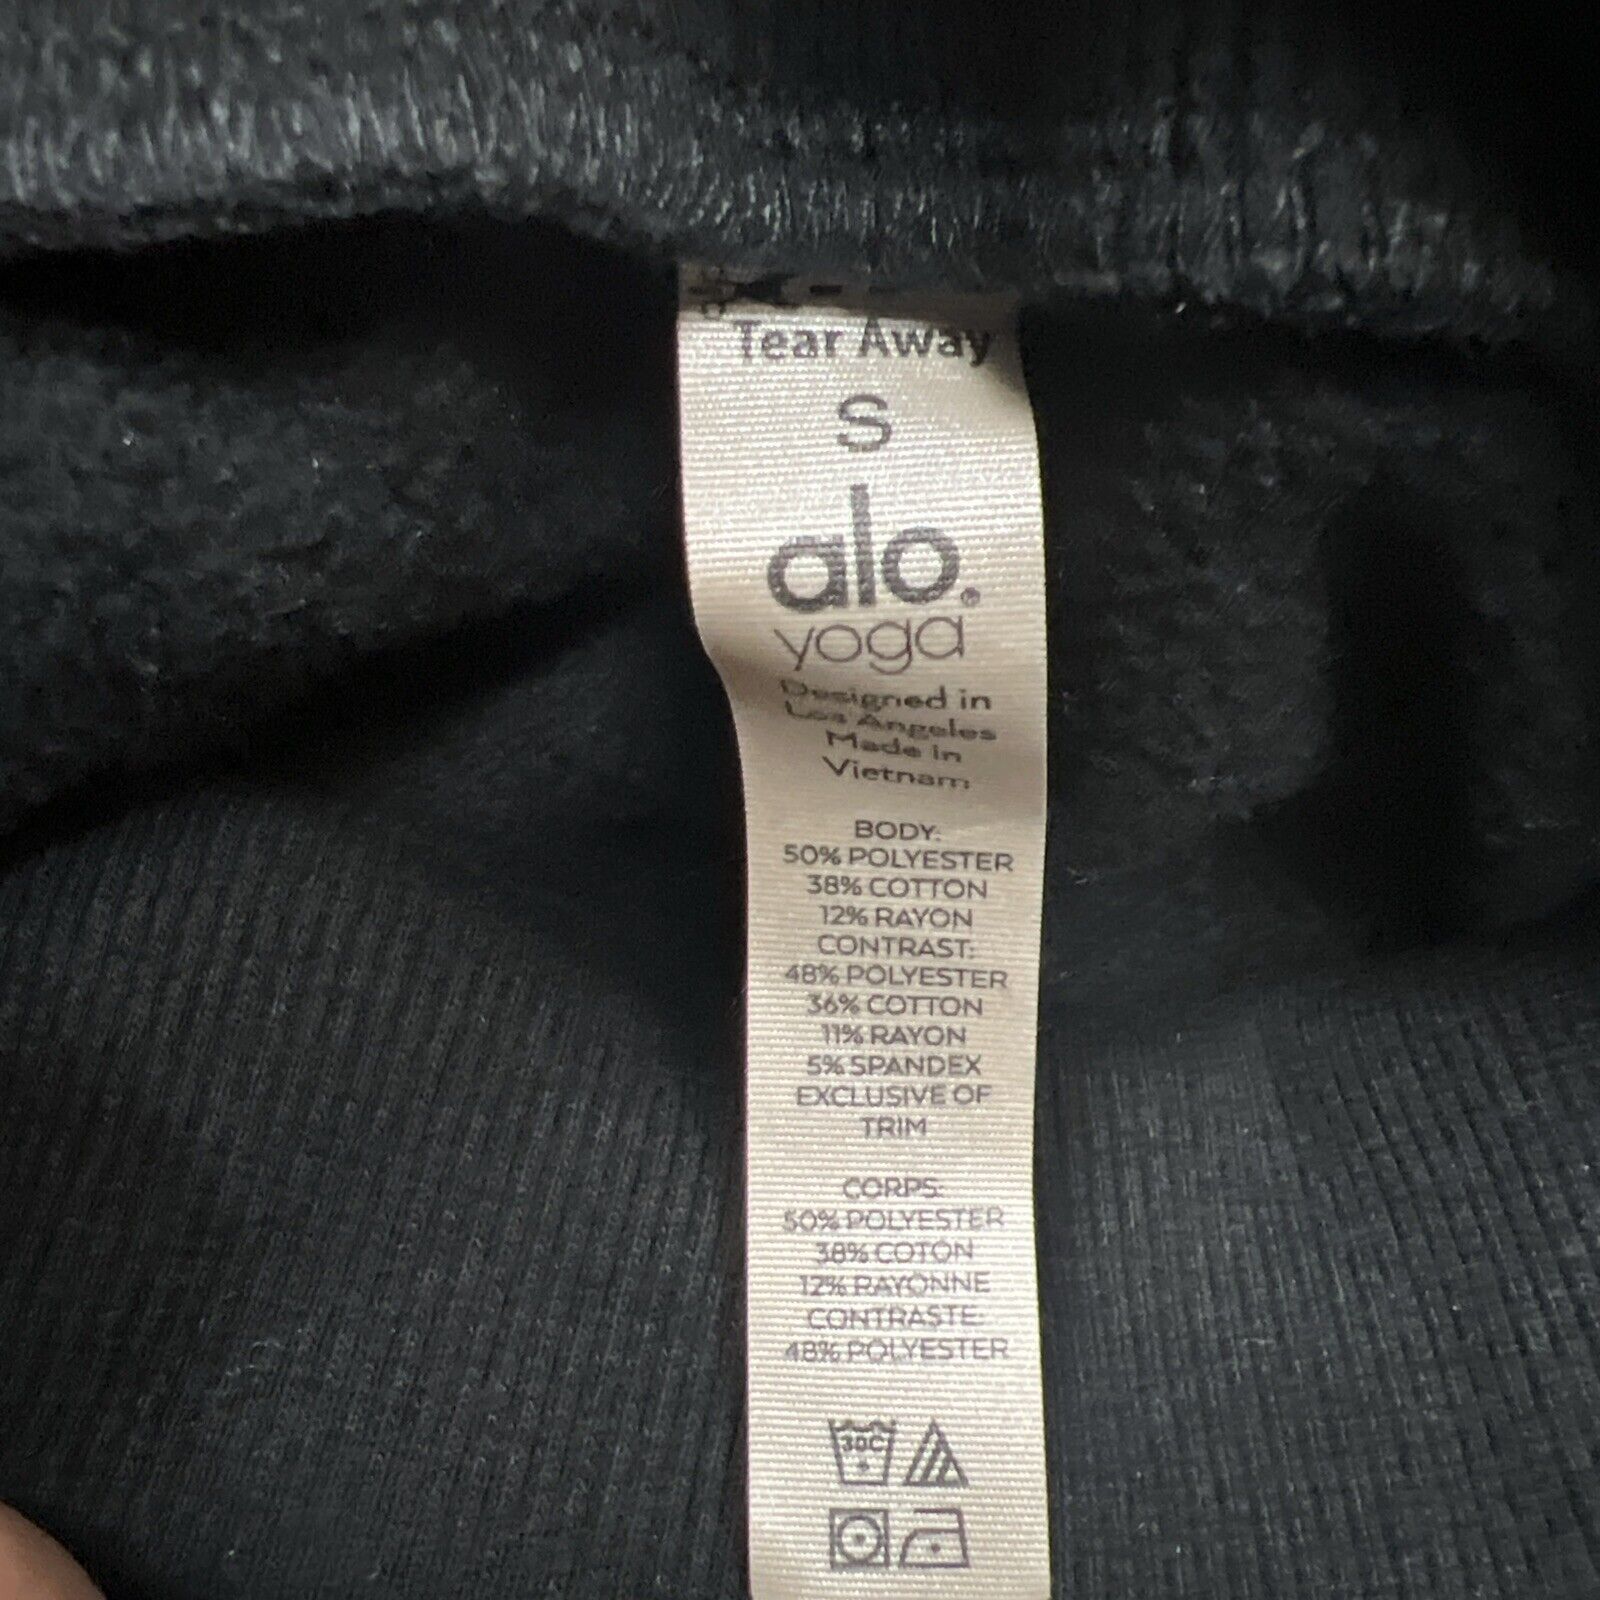 Tear Away
S
alo.®
yoga
Designed in
Los Angeles
Made in
Vietnam
BODY:
50% POLYESTER
38% COTTON
12% RAYON
CONTRAST:
48% POLYESTER
36% COTTON
11% RAYON
5% SPANDEX
EXCLUSIVE OF
TRIM
CORPS:
50% POLYESTER
38% COTON
12% RAYONNE
CONTRASTE:
48% POLYESTER
30C